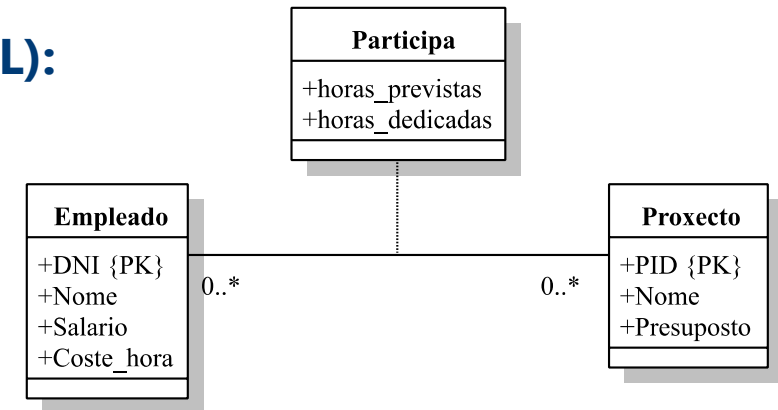 L):
Participa
+horas_previstas
+horas_dedicadas
Empleado
+DNI {PK}
+Nome
+Salario
+Coste_hora
0..*
0..*
Proxecto
+PID {PK}
+Nome
+Presuposto